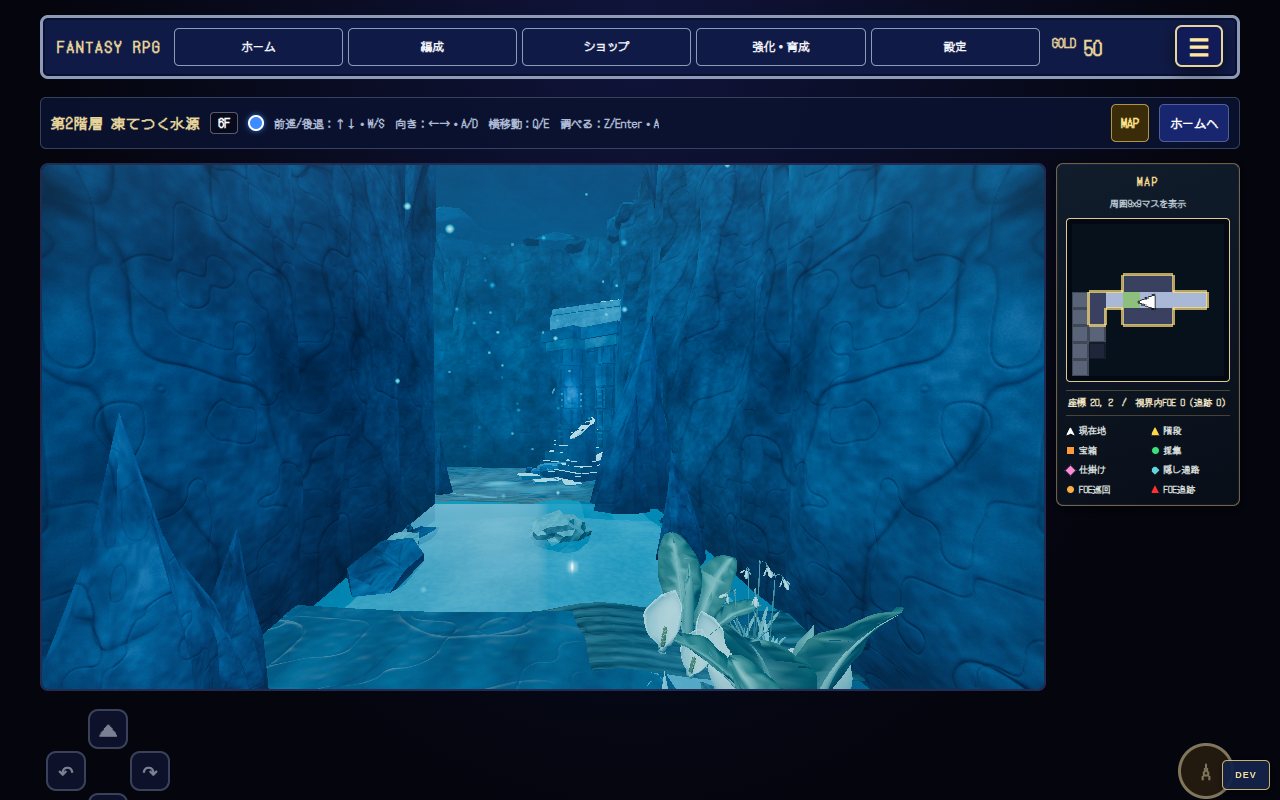 FANTASY RPG
ホーム
編成
ショップ
強化・育成
設定
GOLD 50
第2階層 凍てつく水源 6F 前進/後退：↑↓・W/S 向き：←→・A/D 横移動：Q/E 調べる：Z/Enter・A
MAP
ホームへ
MAP
周囲9x9マスを表示
座標 20, 2 / 視界内FOE 0 (追跡 0)
現在地 階段
宝箱 採集
仕掛け 隠し通路
FOE巡回 FOE追跡
A
DEV